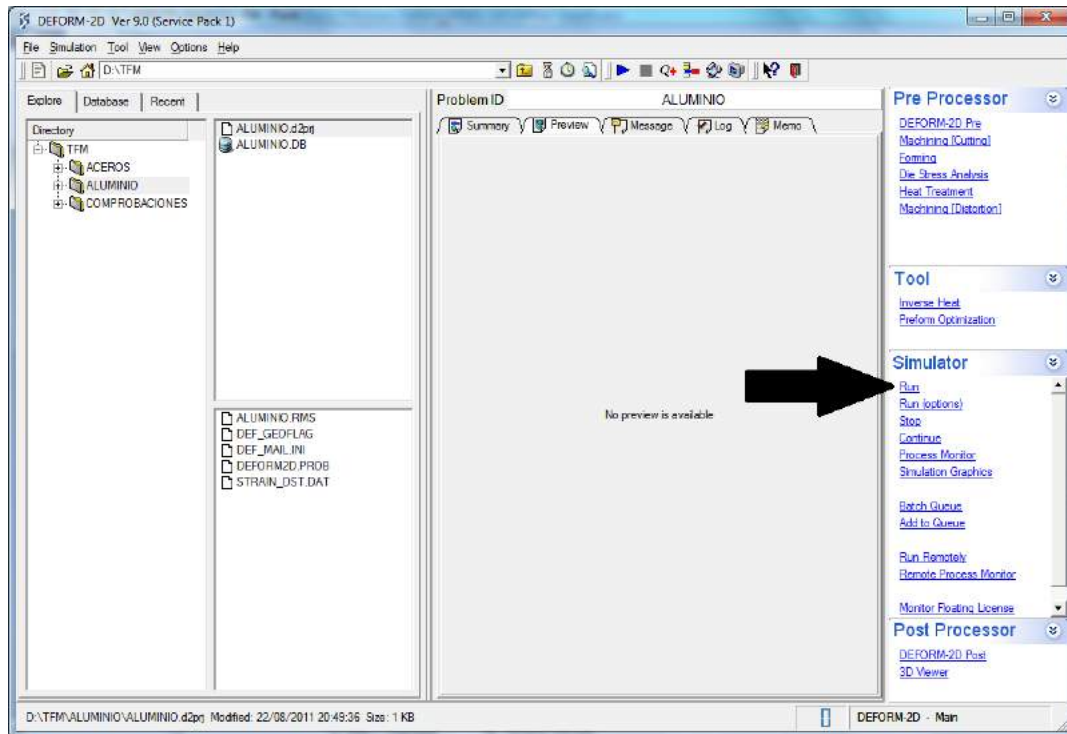 DEFORM-2D Ver 9.0 (Service Pack 1)
File Simulation Tool View Options Help
D:\TFM
Explore Database Recent
Directory
TFM
ACEROS
ALUMINIO
COMPROBACIONES
ALUMINIO.d2prj
ALUMINIO.DB
ALUMINIO.RMS
DEF_GEOFLAG
DEF_MAIL.INI
DEFORM2D.PROB
STRAIN_DST.DAT
Problem ID ALUMINIO
Summary Preview Message Log Memo
No preview is available
Pre Processor
DEFORM-2D Pre
Machining [Cutting]
Forming
Die Stress Analysis
Heat Treatment
Machining [Distortion]
Tool
Inverse Heat
Preform Optimization
Simulator
Run
Run (options)
Stop
Continue
Process Monitor
Simulation Graphics
Batch Queue
Add to Queue
Run Remotely
Remote Process Monitor
Monitor Floating License
Post Processor
DEFORM-2D Post
3D Viewer
D:\TFM\ALUMINIO\ALUMINIO.d2prj Modified: 22/08/2011 20:49:36 Size: 1 KB
DEFORM-2D - Main